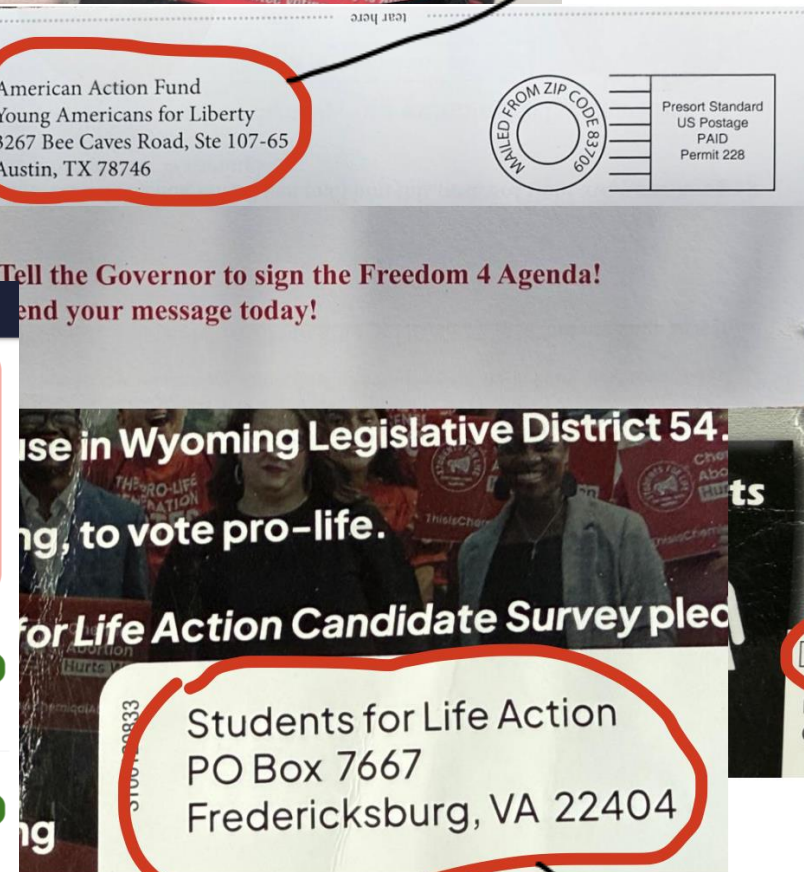 tear here
American Action Fund
Young Americans for Liberty
3267 Bee Caves Road, Ste 107-65
Austin, TX 78746
MAILED FROM ZIP CODE 83709
Presort Standard
US Postage
PAID
Permit 228
Tell the Governor to sign the Freedom 4 Agenda!
end your message today!
use in Wyoming Legislative District 54.
ts
ng, to vote pro-life.
for Life Action Candidate Survey pled
Students for Life Action
PO Box 7667
Fredericksburg, VA 22404
ng